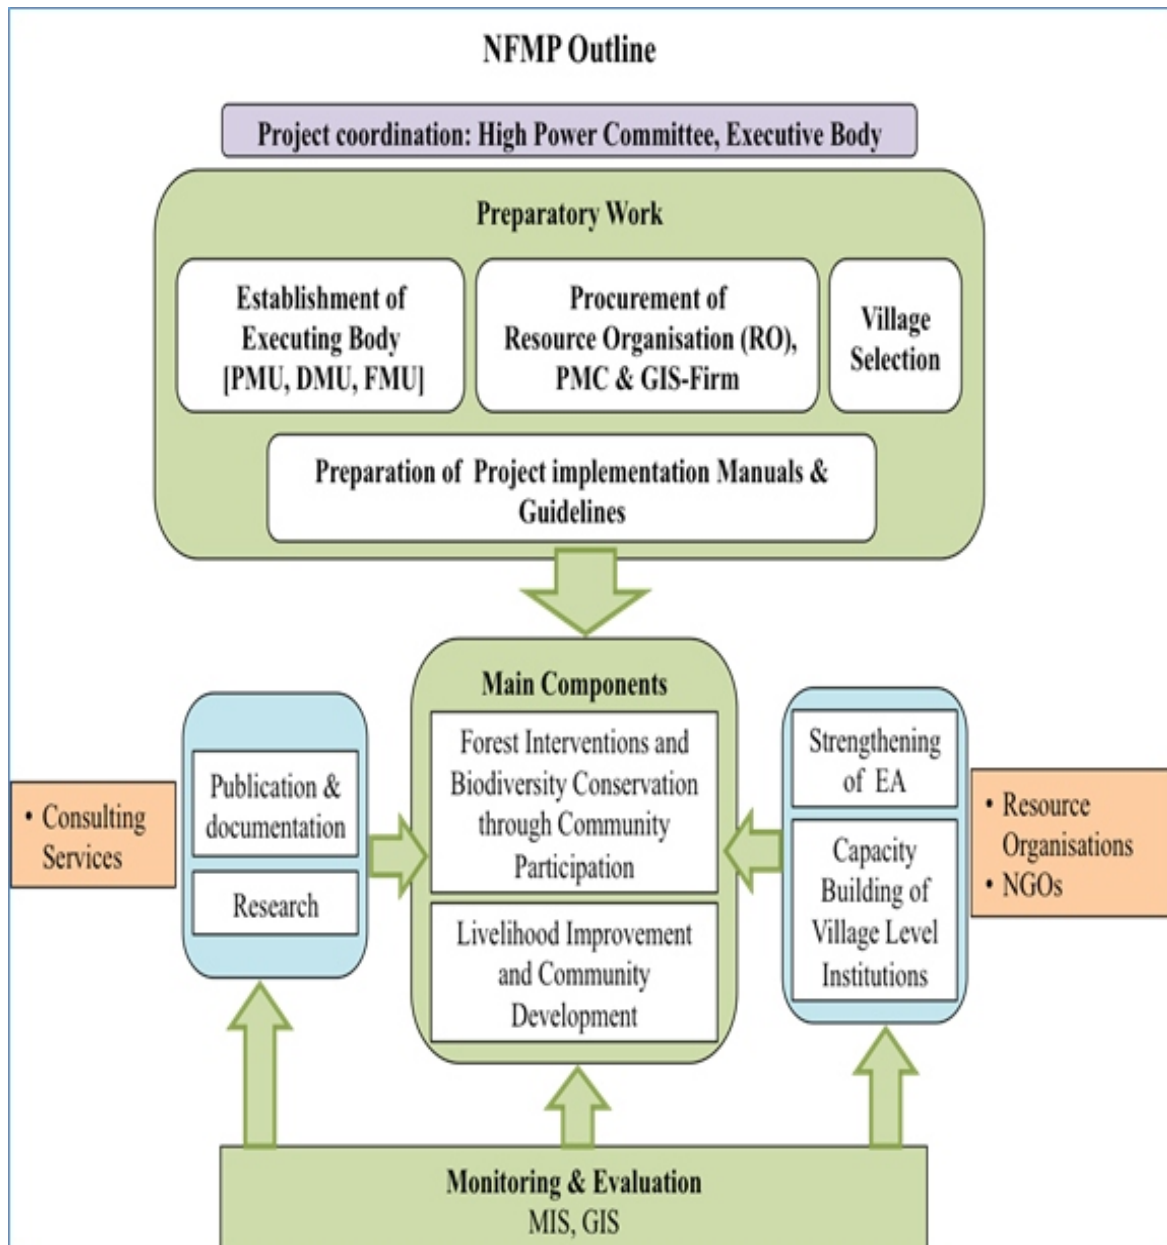 NFMP Outline
Project coordination: High Power Committee, Executive Body
Preparatory Work
Establishment of
Executing Body
[PMU, DMU, FMU]
Procurement of
Resource Organisation (RO),
PMC & GIS-Firm
Village
Selection
Preparation of Project implementation Manuals &
Guidelines
Main Components
Forest Interventions and
Biodiversity Conservation
through Community
Participation
Livelihood Improvement
and Community
Development
• Consulting
Services
Publication &
documentation
Research
Strengthening
of EA
Capacity
Building of
Village Level
Institutions
• Resource
Organisations
• NGOs
Monitoring & Evaluation
MIS, GIS